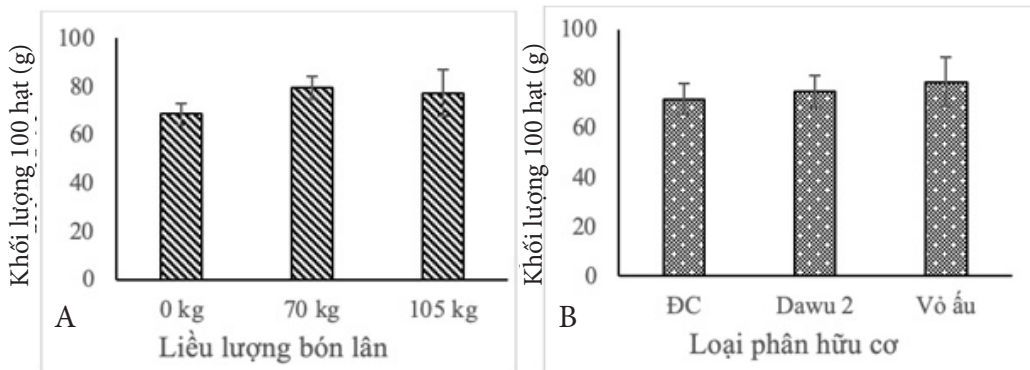 Khối lượng 100 hạt (g)
100
80
60
40
20
0
0 kg 70 kg 105 kg
A
Liều lượng bón lân
Khối lượng 100 hạt (g)
100
80
60
40
20
0
ĐC Dawu 2 Vỏ ấu
B
Loại phân hữu cơ